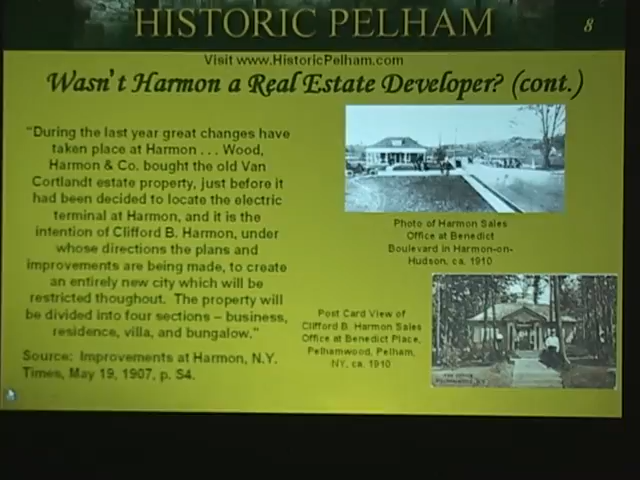 HISTORIC PELHAM
8
Visit www.HistoricPelham.com
Wasn't Harmon a Real Estate Developer? (cont.)
"During the last year great changes have
taken place at Harmon . . . Wood,
Harmon & Co. bought the old Van
Cortlandt estate property, just before it
had been decided to locate the electric
terminal at Harmon, and it is the
intention of Clifford B. Harmon, under
whose directions the plans and
improvements are being made, to create
an entirely new city which will be
restricted thoughout. The property will
be divided into four sections – business,
residence, villa, and bungalow."
Source: Improvements at Harmon, N.Y.
Times, May 19, 1907, p. S4.
Photo of Harmon Sales
Office at Benedict
Boulevard in Harmon-on-
Hudson, ca. 1910
Post Card View of
Clifford B. Harmon Sales
Office at Benedict Place,
Pelhamwood, Pelham,
NY, ca. 1910